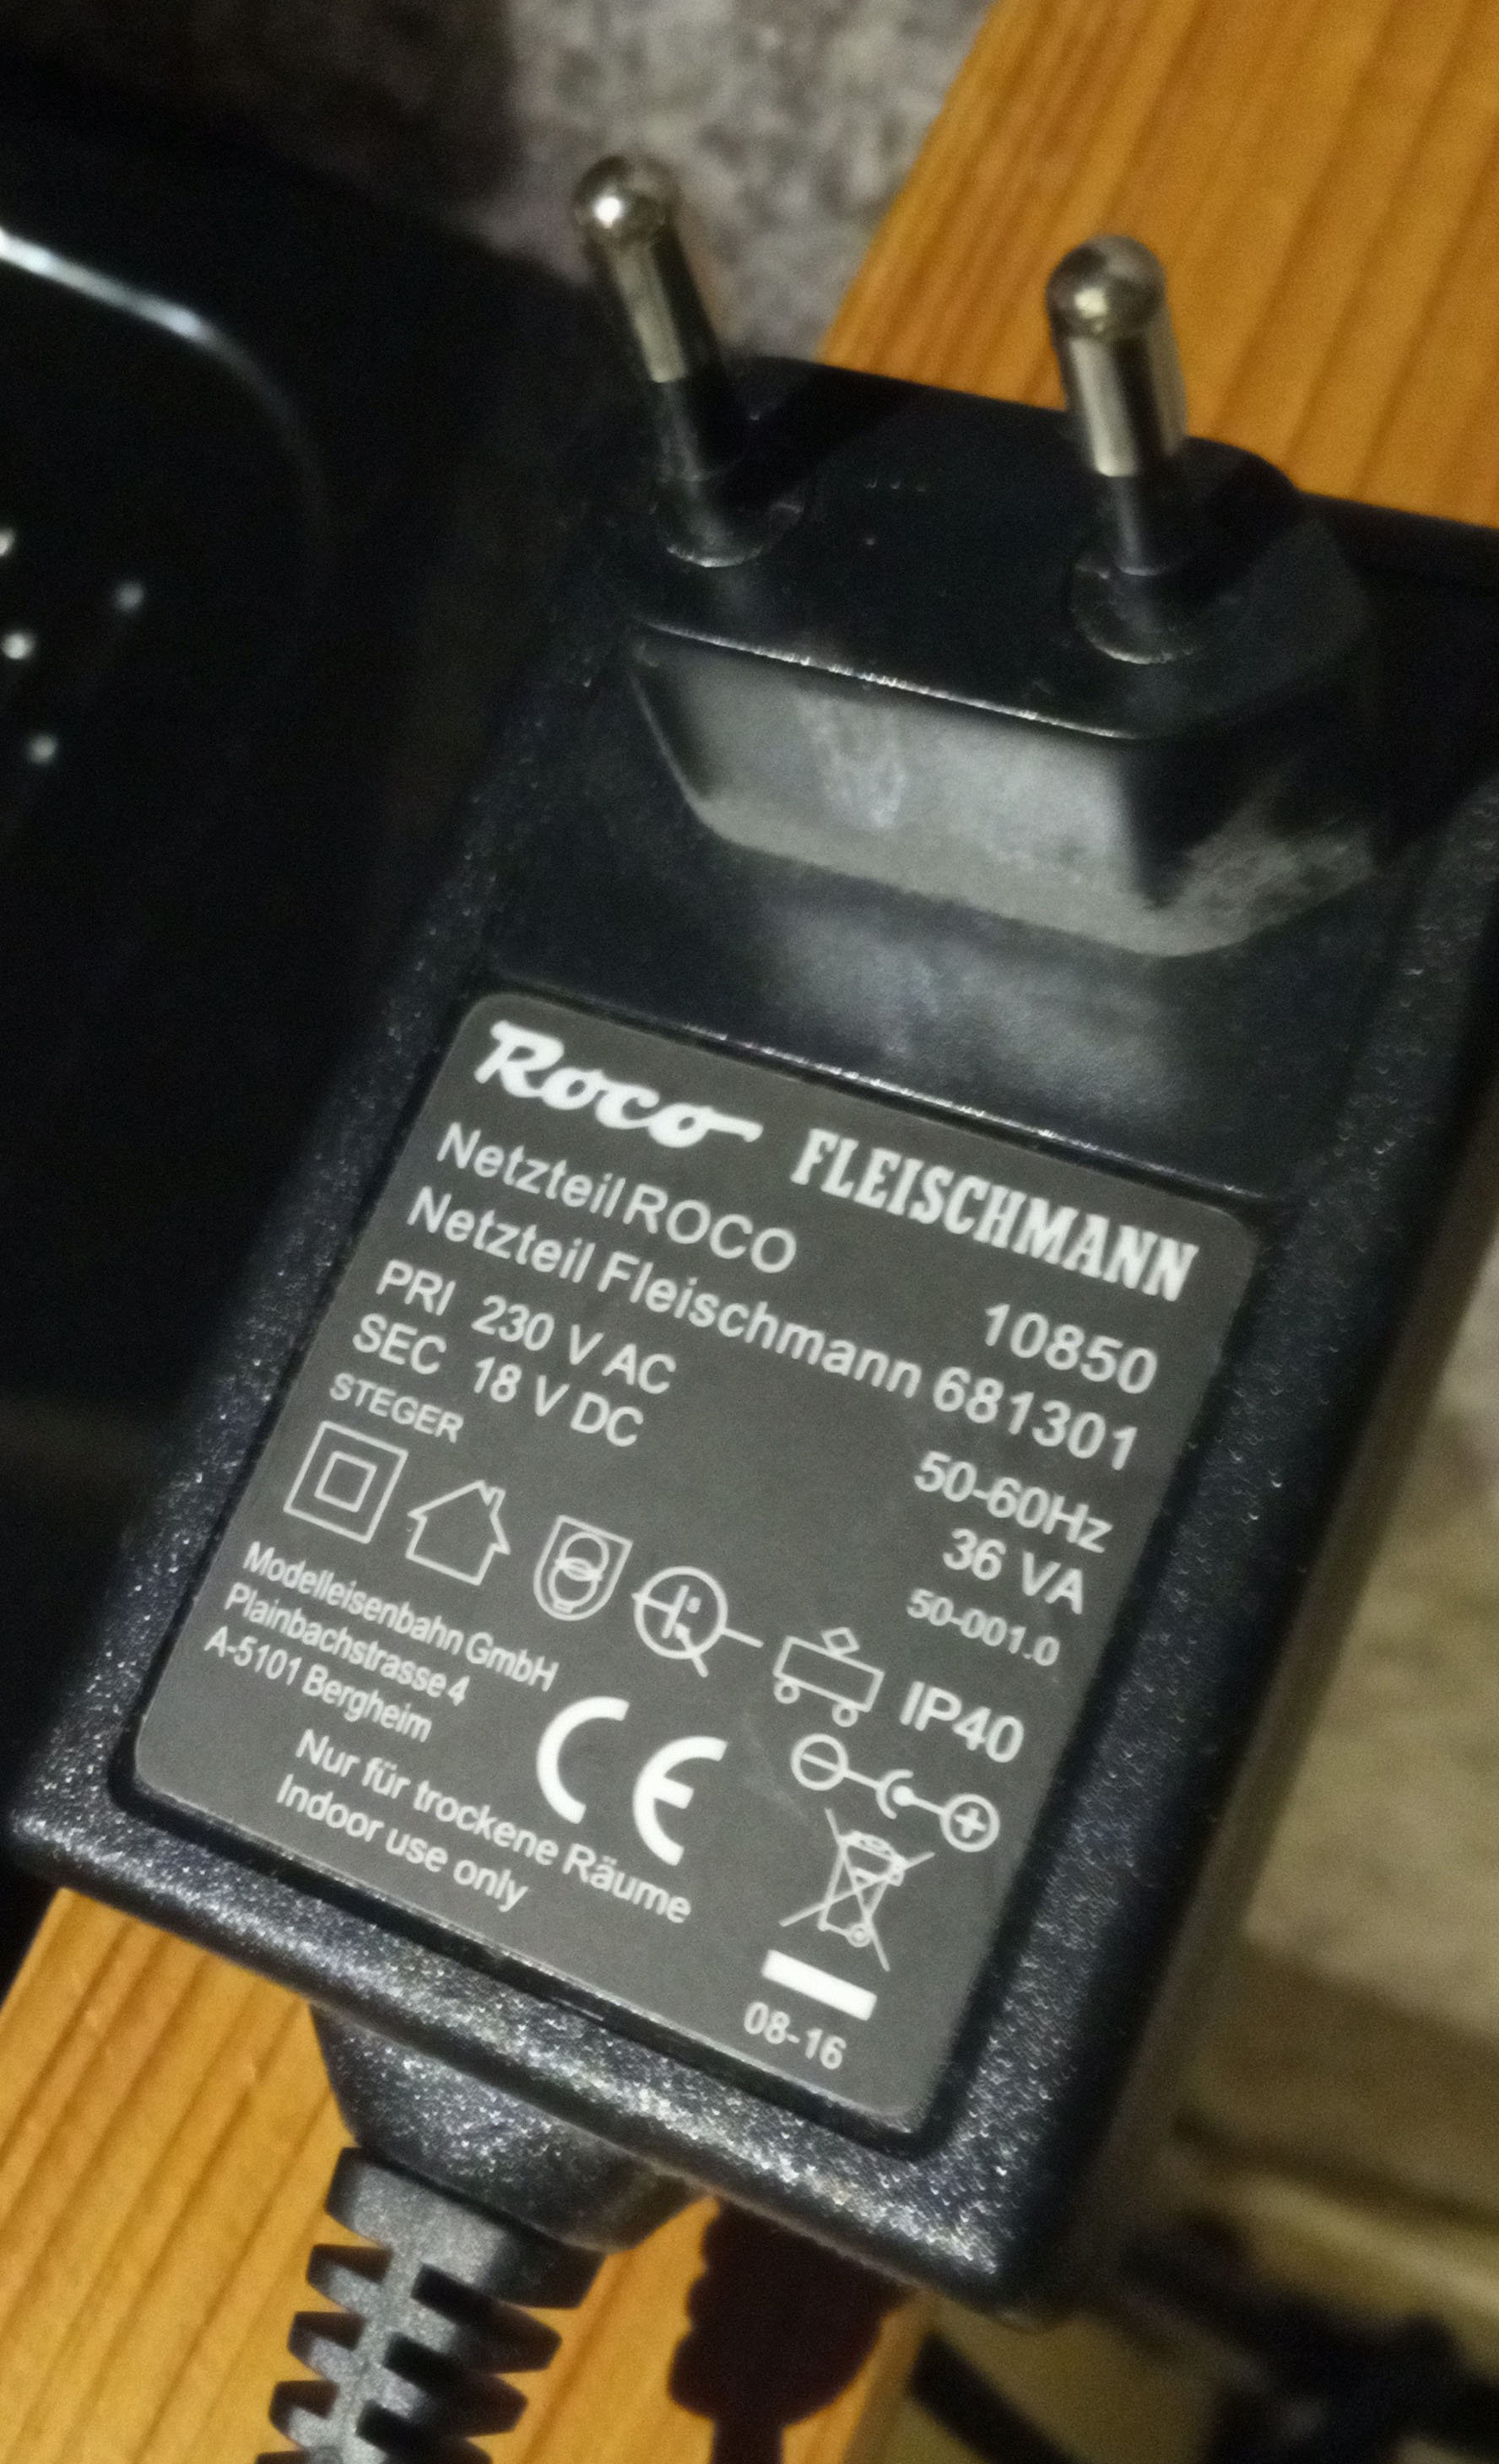 Roco FLEISCHMANN
Netzteil ROCO 10850
Netzteil Fleischmann 681301
PRI 230 V AC 50-60Hz
SEC 18 V DC 36 VA
STEGER 50-001.0
IP40
Modelleisenbahn GmbH
Plainbachstrasse 4
A-5101 Bergheim
CE
Nur für trockene Räume
Indoor use only
08-16